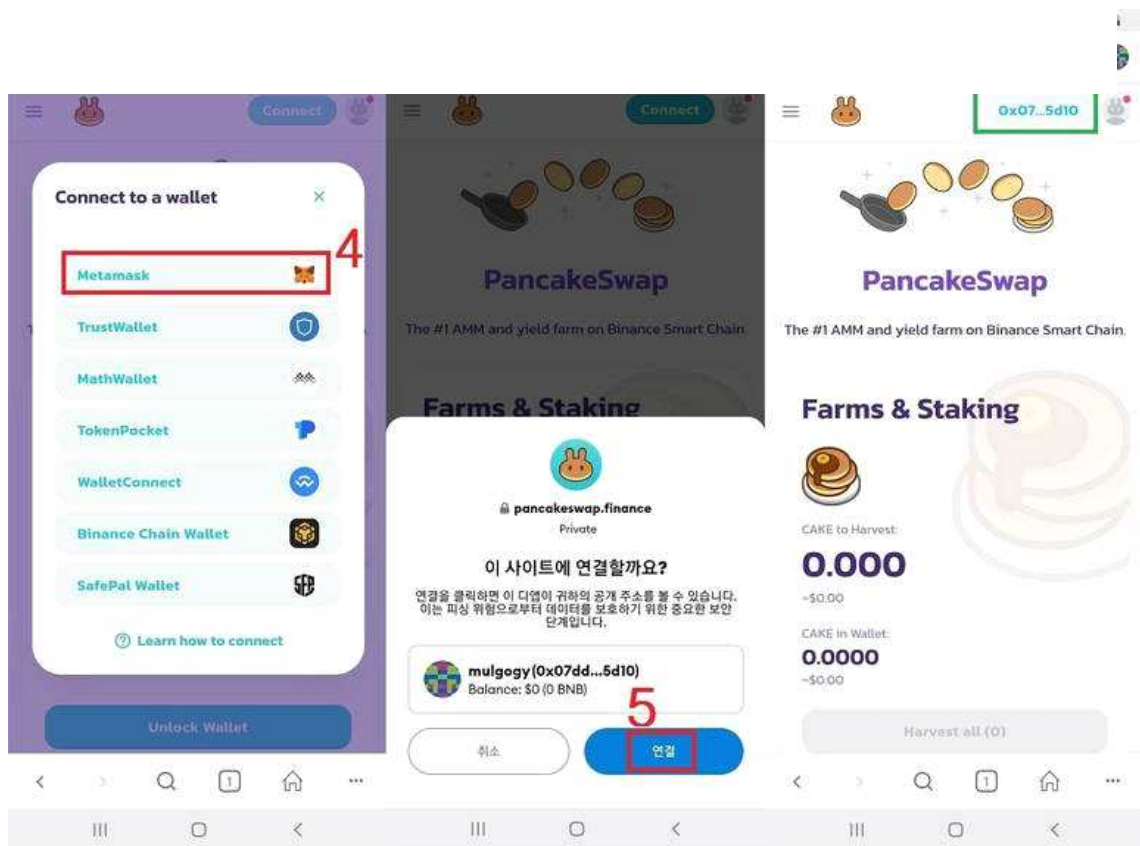 Connect
Connect to a wallet
Metamask
4
TrustWallet
MathWallet
TokenPocket
WalletConnect
Binance Chain Wallet
SafePal Wallet
Learn how to connect
Unlock Wallet
1
Connect
PancakeSwap
The #1 AMM and yield farm on Binance Smart Chain
Farms & Staking
pancakeswap.finance
Private
이 사이트에 연결할까요?
연결을 클릭하면 이 디앱이 귀하의 공개 주소를 볼 수 있습니다.
이는 피싱 위험으로부터 데이터를 보호하기 위한 중요한 보안
단계입니다.
mulgogy (0x07dd...5d10)
Balance: $0 (0 BNB)
5
취소
연결
0x07...5d10
PancakeSwap
The #1 AMM and yield farm on Binance Smart Chain.
Farms & Staking
CAKE to Harvest:
0.000
~$0.00
CAKE in Wallet:
0.0000
~$0.00
Harvest all (0)
1